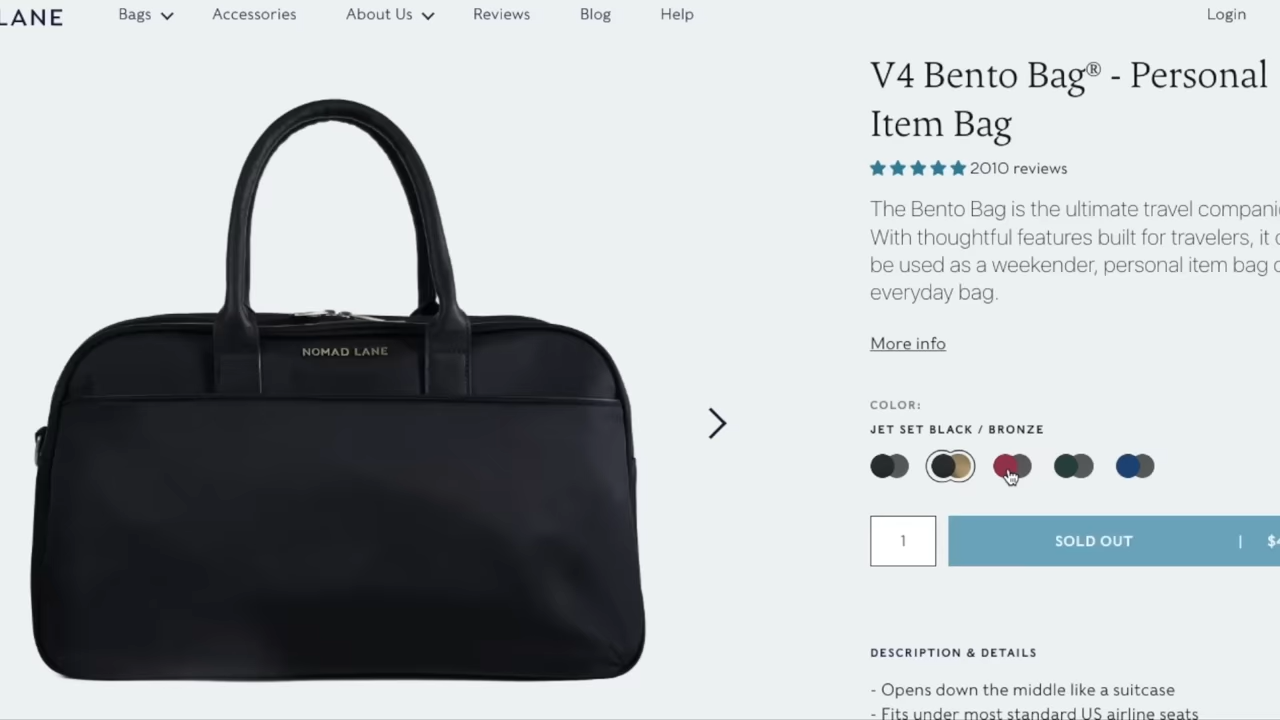 LANE
Bags
Accessories
About Us
Reviews
Blog
Help
Login
V4 Bento Bag® - Personal
Item Bag
2010 reviews
The Bento Bag is the ultimate travel
With thoughtful features built for travelers, it
be used as a weekender, personal item bag
everyday bag.
More info
COLOR:
JET SET BLACK / BRONZE
NOMAD LANE
1
SOLD OUT | $4
DESCRIPTION & DETAILS
- Opens down the middle like a suitcase
- Fits under most standard US airline seats